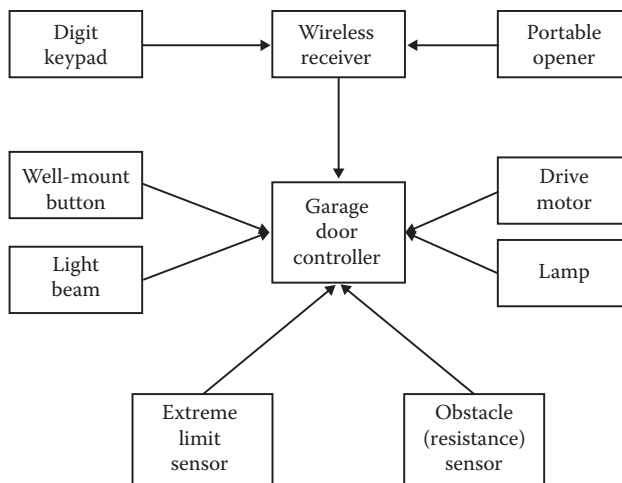 Digit
keypad
Wireless
receiver
Portable
opener
Well-mount
button
Garage
door
controller
Drive
motor
Light
beam
Lamp
Extreme
limit
sensor
Obstacle
(resistance)
sensor